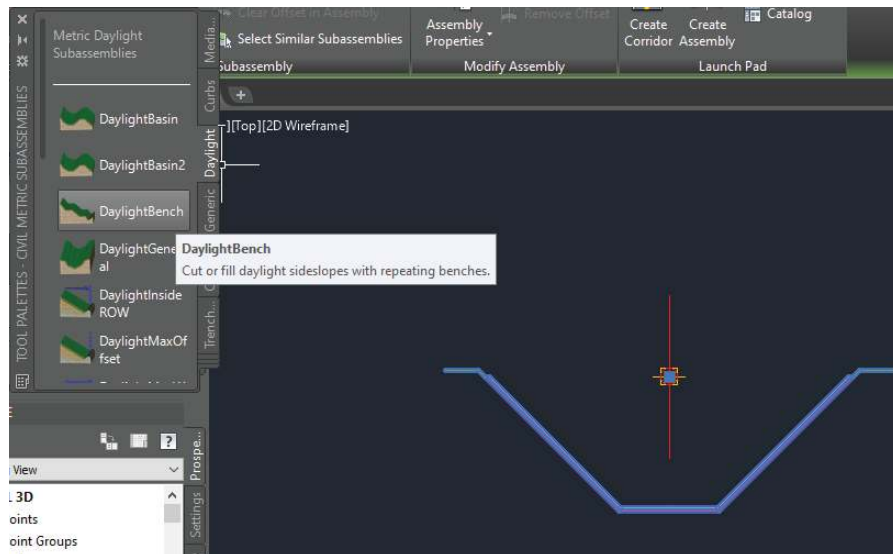 Metric Daylight
Subassemblies
DaylightBasin
DaylightBasin2
DaylightBench
DaylightGene
al
DaylightInside
ROW
DaylightMaxOf
fset
TOOL PALETTES - CIVIL METRIC SUBASSEMBLIES
Media...
Curbs
Daylight
Generic
Trench...
Clear Offset in Assembly
Select Similar Subassemblies
Subassembly
Assembly
Properties
Remove Offset
Modify Assembly
Create
Corridor
Create
Assembly
Catalog
Launch Pad
+
][Top][2D Wireframe]
DaylightBench
Cut or fill daylight sideslopes with repeating benches.
View
Prospe...
Settings
3D
oints
oint Groups